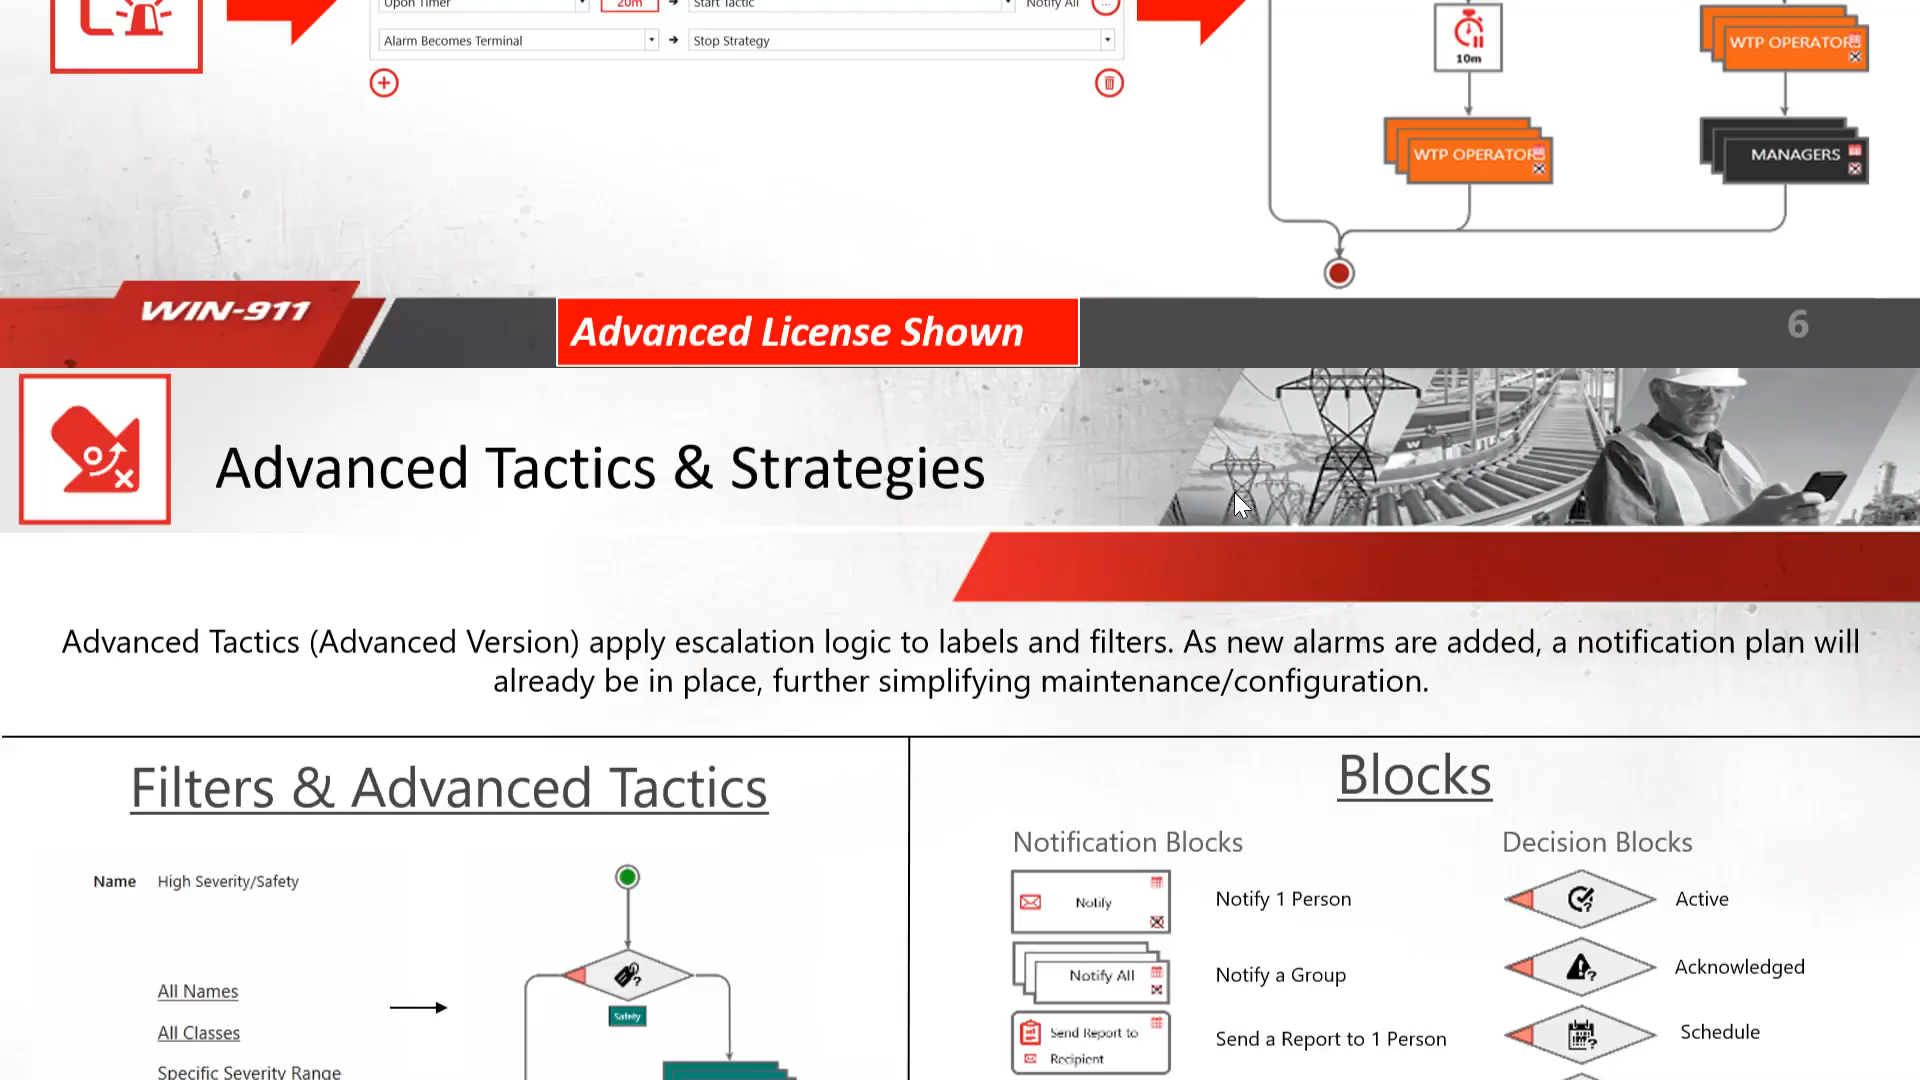 Upon Timer 20m Start Tactic Notify All ...
Alarm Becomes Terminal Stop Strategy
10m
WTP OPERATORS
WTP OPERATORS
MANAGERS
WIN-911
Advanced License Shown
6
Advanced Tactics & Strategies
Advanced Tactics (Advanced Version) apply escalation logic to labels and filters. As new alarms are added, a notification plan will
already be in place, further simplifying maintenance/configuration.
Filters & Advanced Tactics
Name High Severity/Safety
All Names
All Classes
Specific Severity Range
Safety
Blocks
Notification Blocks
Notify Notify 1 Person
Notify All Notify a Group
Send Report to
Recipient
Send a Report to 1 Person
Decision Blocks
Active
Acknowledged
Schedule